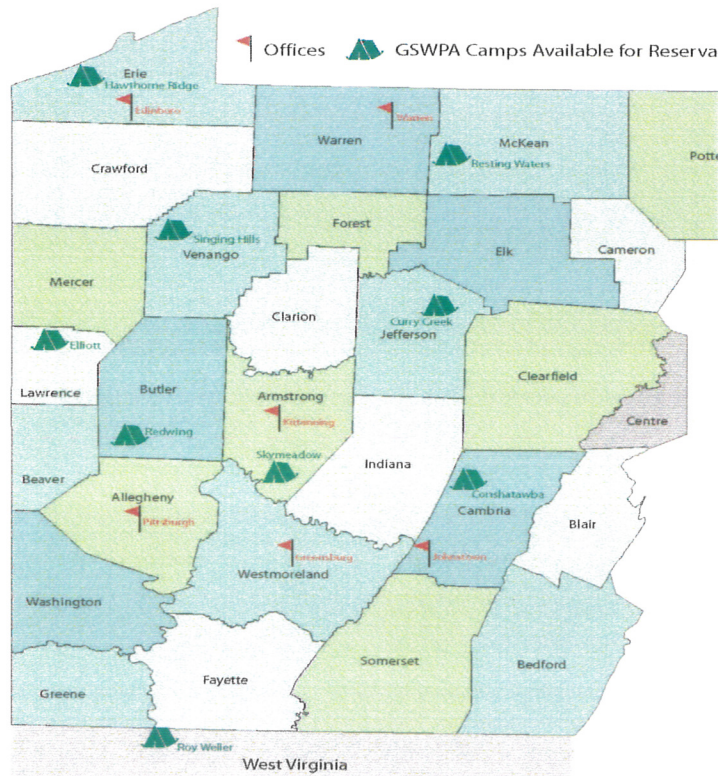 Offices
GSWPA Camps Available for Reserva
Erie
Hawthorne Ridge
Edinboro
Warren
Warren
McKean
Resting Waters
Potte
Crawford
Singing Hills
Venango
Forest
Elk
Cameron
Mercer
Clarion
Curry Creek
Jefferson
Elliott
Lawrence
Butler
Armstrong
Kittanning
Clearfield
Centre
Redwing
Skymeadow
Indiana
Beaver
Allegheny
Pittsburgh
Conshatawba
Cambria
Blair
Greensburg
Westmoreland
Johnstown
Washington
Somerset
Bedford
Greene
Fayette
Roy Weller
West Virginia